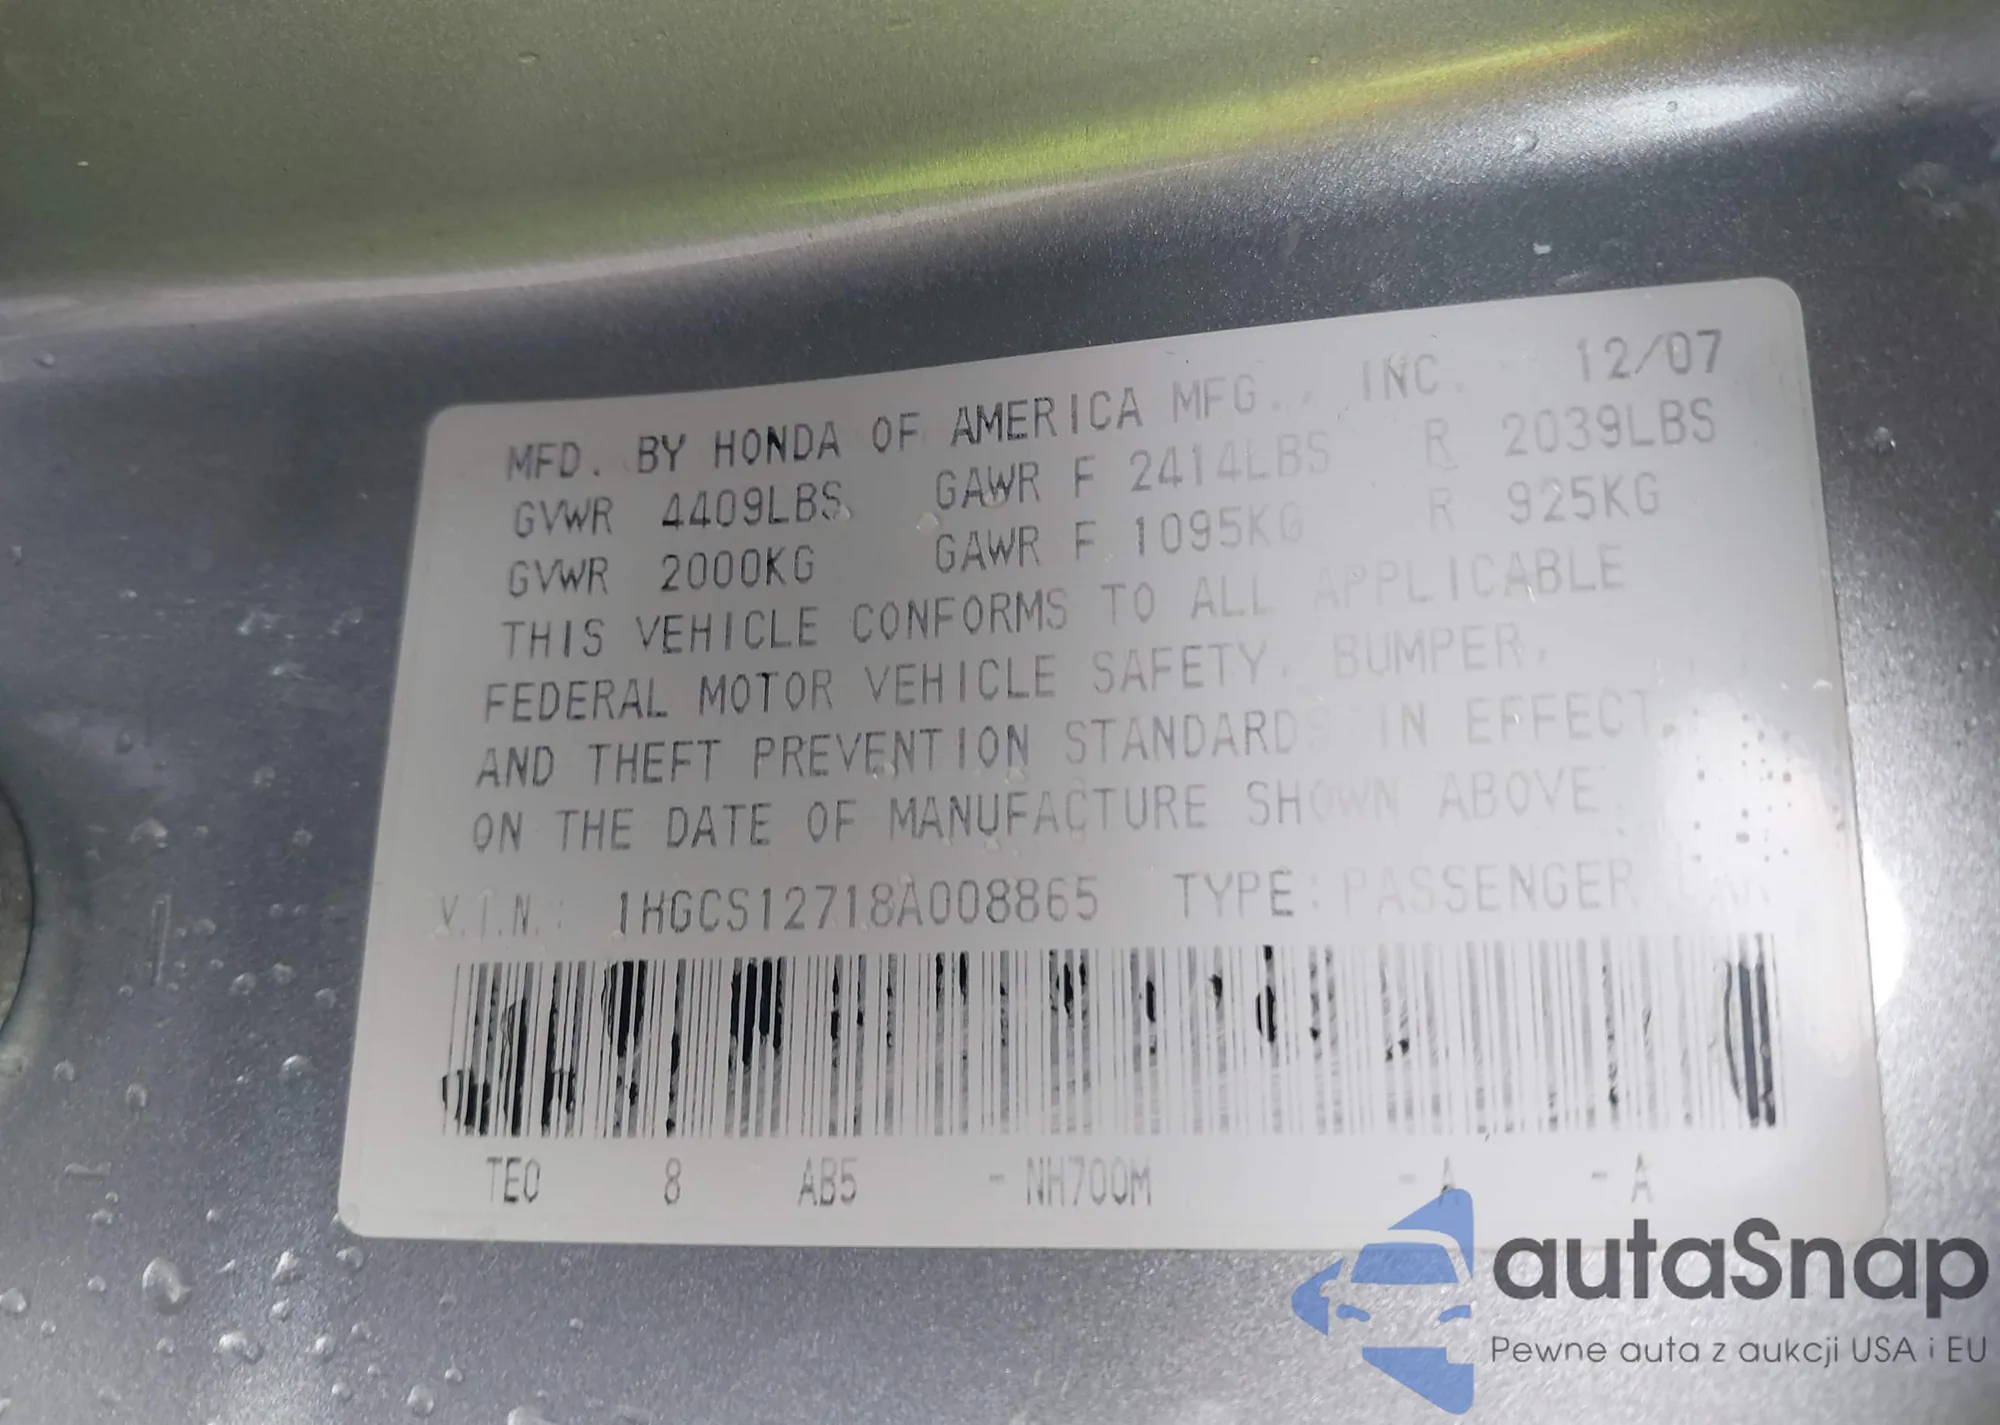 MFD. BY HONDA OF AMERICA MFG., INC. 12/07
GVWR 4409LBS GAWR F 2414LBS R 2039LBS
GVWR 2000KG GAWR F 1095KG R 925KG
THIS VEHICLE CONFORMS TO ALL APPLICABLE
FEDERAL MOTOR VEHICLE SAFETY, BUMPER,
AND THEFT PREVENTION STANDARDS IN EFFECT
ON THE DATE OF MANUFACTURE SHOWN ABOVE
V.I.N.: 1HGCS12718A008865 TYPE: PASSENGER CAR
TE0 8 AB5 - NH700M - A - A
autaSnap
Pewne auta z aukcji USA i EU